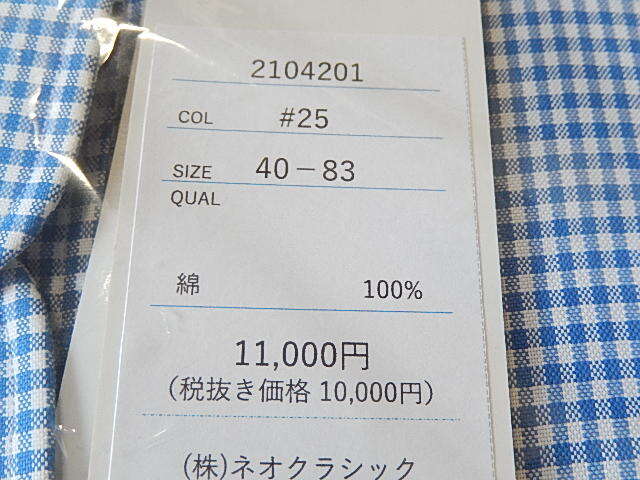 2104201
COL #25
SIZE 40－83
QUAL
綿 100%
11,000円
(税抜き価格 10,000円)
(株)ネオクラシック